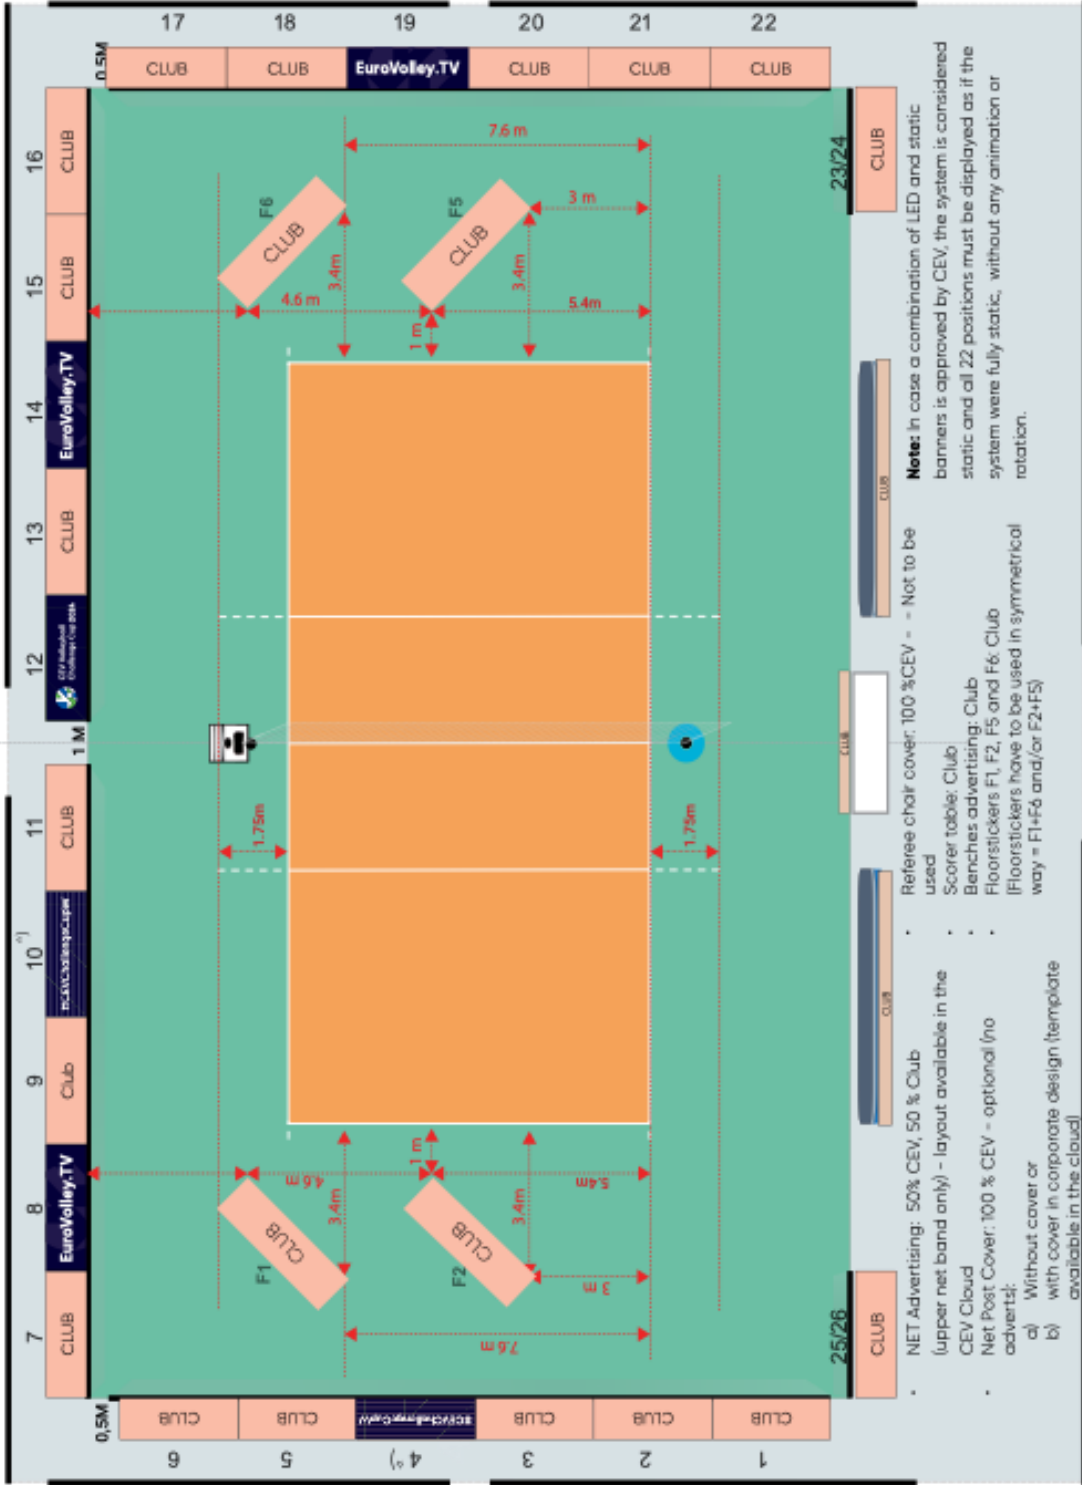 17
18
19
20
21
22
0.5M
CLUB
CLUB
EuroVolley.TV
CLUB
CLUB
CLUB
16
CLUB
15
CLUB
14
EuroVolley.TV
13
CLUB
12
CEV Volleyball
Challenge Cup 2024
1 M
11
CLUB
10 *)
#CEVChallengeCupM
9
Club
8
EuroVolley.TV
7
CLUB
0,5M
6
CLUB
5
CLUB
4 *)
#CEVChallengeCupW
3
CLUB
2
CLUB
1
CLUB
F6
CLUB
F5
CLUB
7.6 m
3 m
3.4m
3.4m
4.6 m
5.4m
1 m
1.75m
1.75m
F1
CLUB
F2
CLUB
4.6 m
5.4m
1 m
3.4m
3.4m
3 m
7.6 m
23/24
CLUB
CLUB
CLUB
CLUB
25/26
CLUB
• NET Advertising: 50% CEV, 50 % Club
(upper net band only) – layout available in the
CEV Cloud
• Net Post Cover: 100 % CEV – optional (no
adverts):
a) Without cover or
b) with cover in corporate design (template
available in the cloud)
• Referee chair cover: 100 %CEV – – Not to be
used
• Scorer table: Club
• Benches advertising: Club
• Floorstickers F1, F2, F5 and F6: Club
(Floorstickers have to be used in symmetrical
way = F1+F6 and/or F2+F5)
Note: In case a combination of LED and static
banners is approved by CEV, the system is considered
static and all 22 positions must be displayed as if the
system were fully static, without any animation or
rotation.